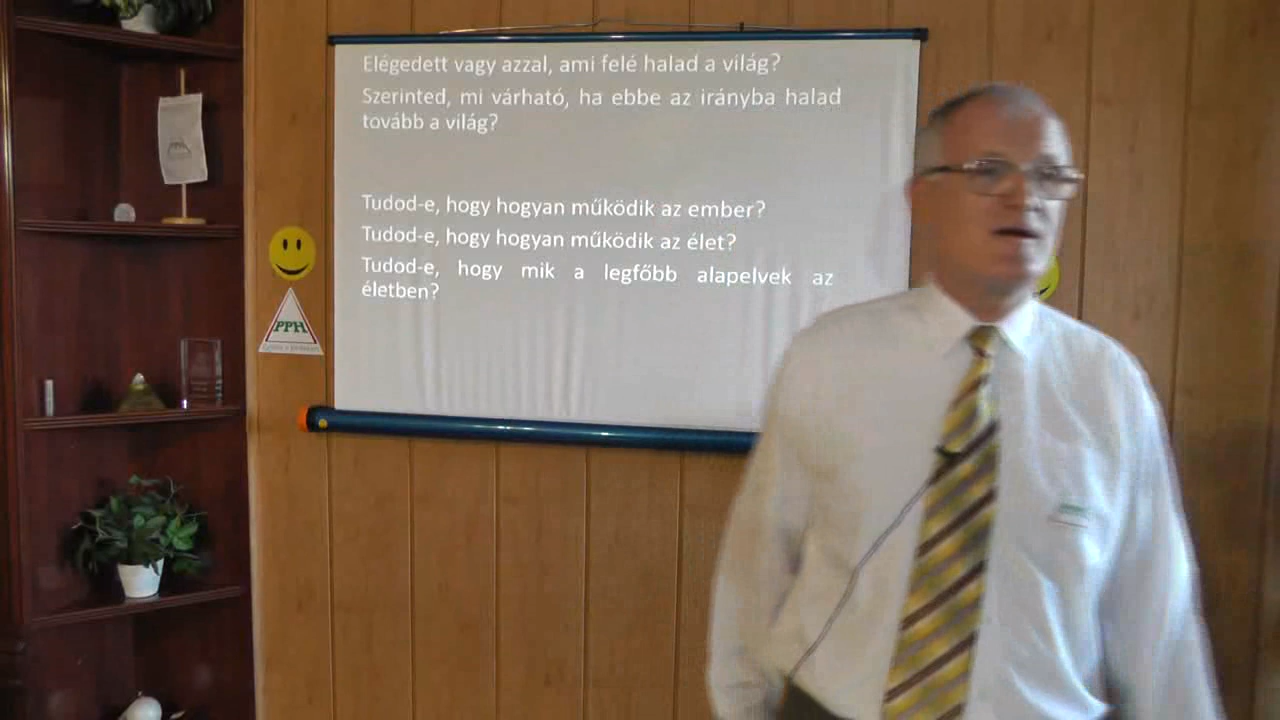 Elégedett vagy azzal, ami felé halad a világ?
Szerinted, mi várható, ha ebbe az irányba halad
tovább a világ?
Tudod-e, hogy hogyan működik az ember?
Tudod-e, hogy hogyan működik az élet?
Tudod-e, hogy mik a legfőbb alapelvek az
életben?
PPH
PPH